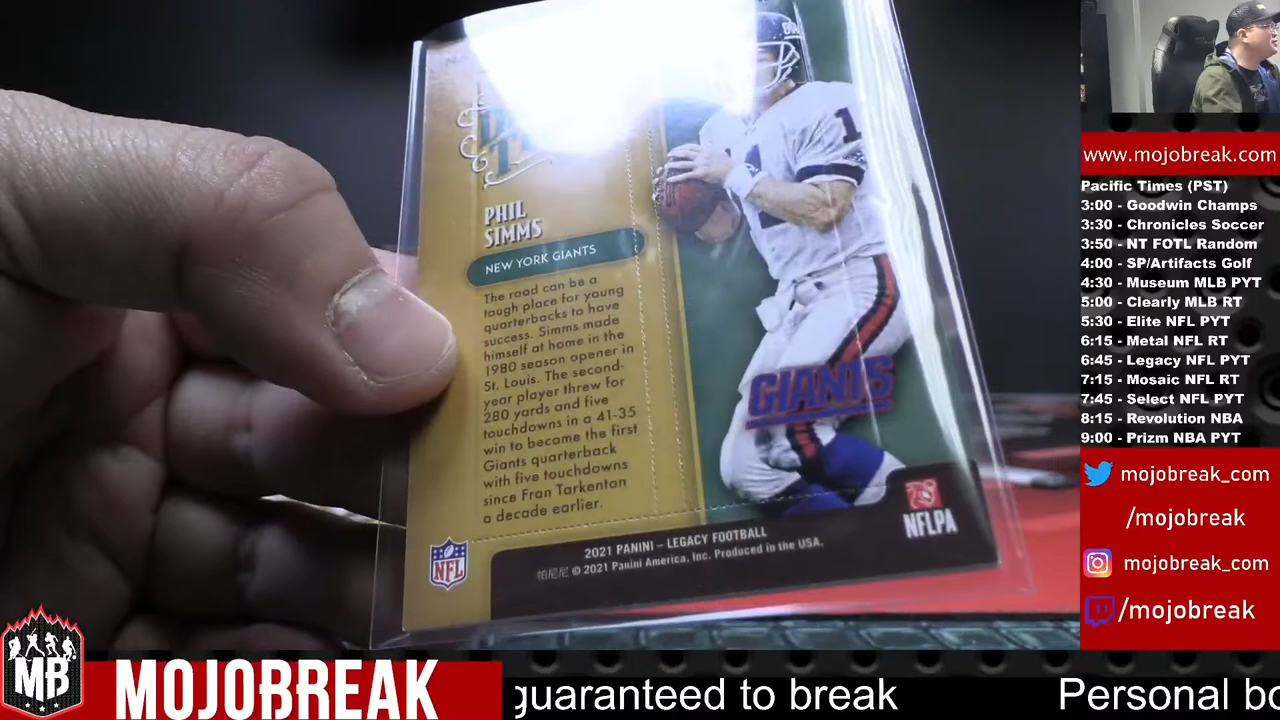 PHIL
SIMMS
NEW YORK GIANTS
The road can be a
tough place for young
quarterbacks to have
success. Simms made
himself at home in the
1980 season opener in
St. Louis. The second-
year player threw for
280 yards and five
touchdowns in a 41-35
win to become the first
Giants quarterback
with five touchdowns
since Fran Tarkenton
a decade earlier.
GIANTS
NFL
NFLPA
2021 PANINI – LEGACY FOOTBALL
帕尼尼 © 2021 Panini America, Inc. Produced in the USA.
www.mojobreak.com
Pacific Times (PST)
3:00 - Goodwin Champs
3:30 - Chronicles Soccer
3:50 - NT FOTL Random
4:00 - SP/Artifacts Golf
4:30 - Museum MLB PYT
5:00 - Clearly MLB RT
5:30 - Elite NFL PYT
6:15 - Metal NFL RT
6:45 - Legacy NFL PYT
7:15 - Mosaic NFL RT
7:45 - Select NFL PYT
8:15 - Revolution NBA
9:00 - Prizm NBA PYT
mojobreak_com
/mojobreak
mojobreak_com
/mojobreak
MB
MOJOBREAK
guaranteed to break
Personal bo